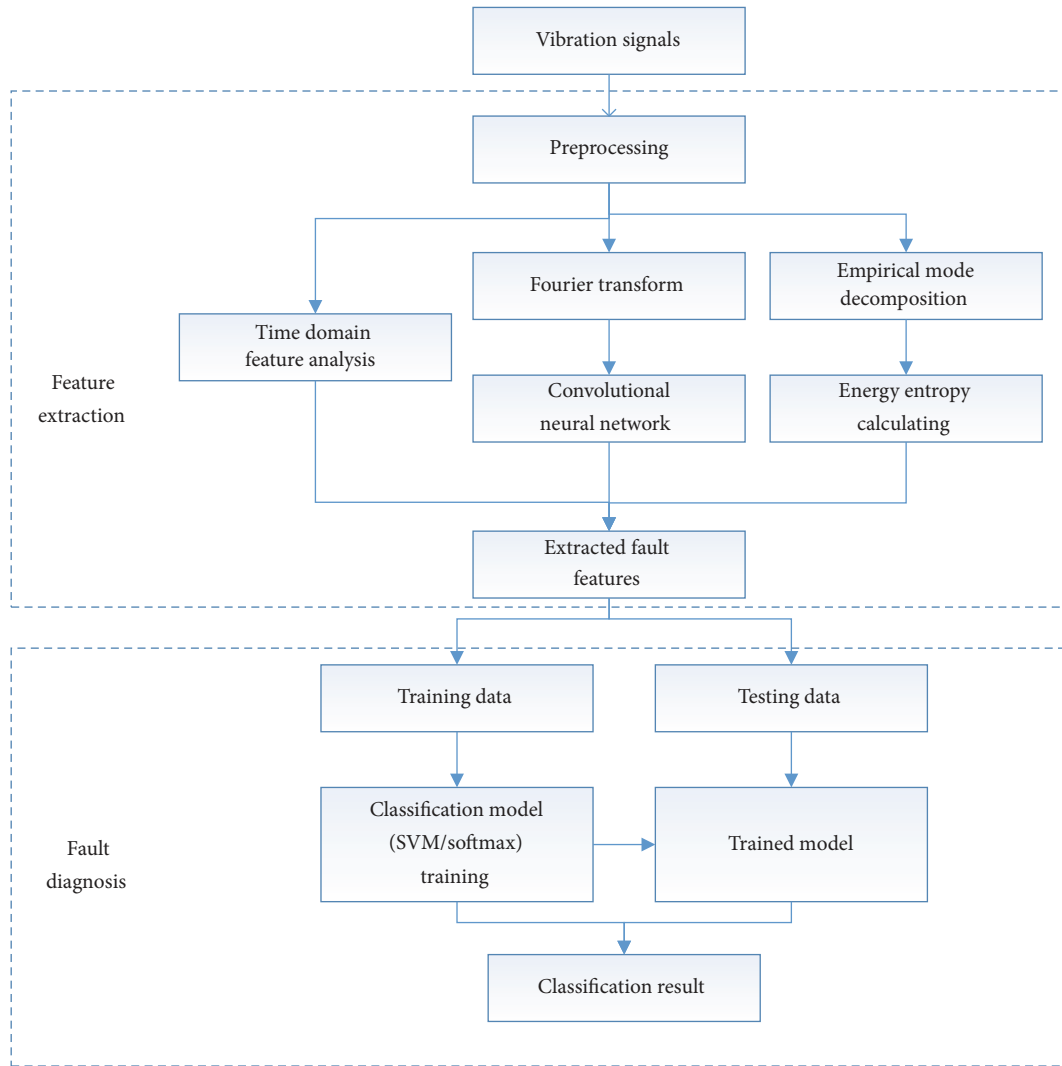 Vibration signals
Preprocessing
Fourier transform
Empirical mode
decomposition
Time domain
feature analysis
Feature
extraction
Convolutional
neural network
Energy entropy
calculating
Extracted fault
features
Training data
Testing data
Classification model
(SVM/softmax)
training
Trained model
Fault
diagnosis
Classification result